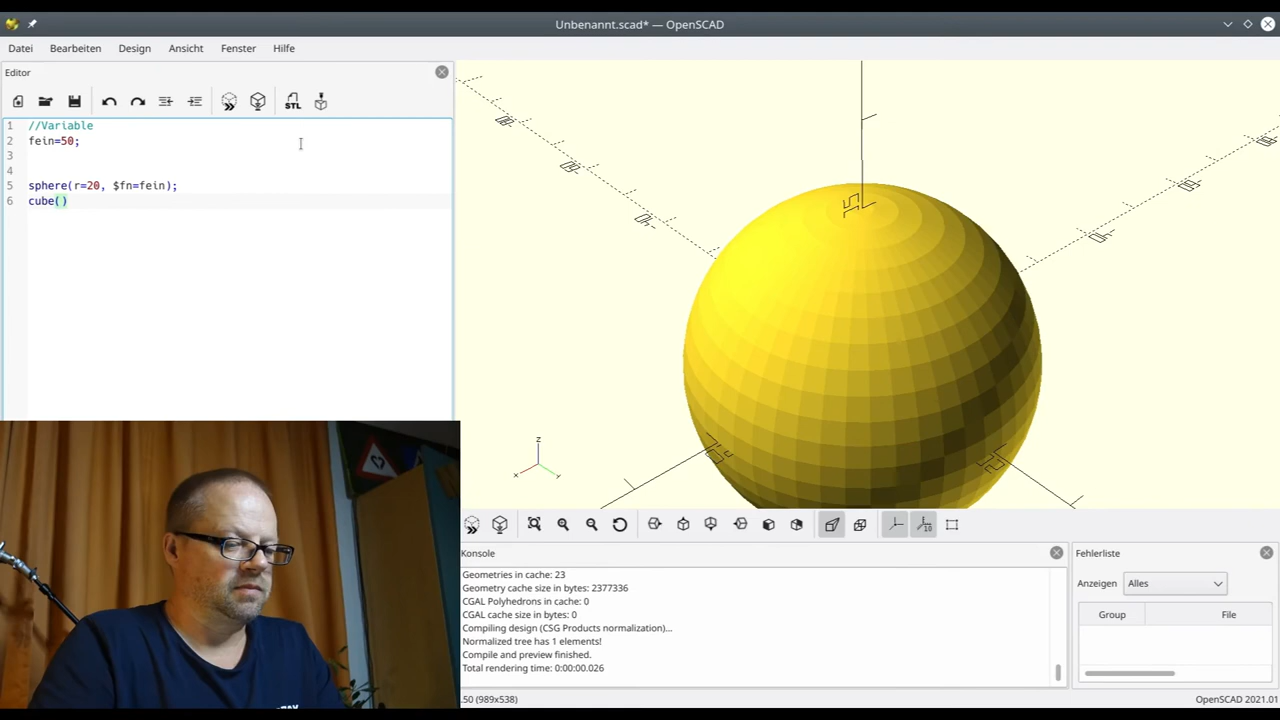 Unbenannt.scad* — OpenSCAD
Datei Bearbeiten Design Ansicht Fenster Hilfe
Editor
STL
1 //Variable
2 fein=50;
3
4
5 sphere(r=20, $fn=fein);
6 cube()
z
x
y
10
Konsole
Geometries in cache: 23
Geometry cache size in bytes: 2377336
CGAL Polyhedrons in cache: 0
CGAL cache size in bytes: 0
Compiling design (CSG Products normalization)...
Normalized tree has 1 elements!
Compile and preview finished.
Total rendering time: 0:00:00.026
Fehlerliste
Anzeigen Alles
Group File
.50 (989x538)
OpenSCAD 2021.01